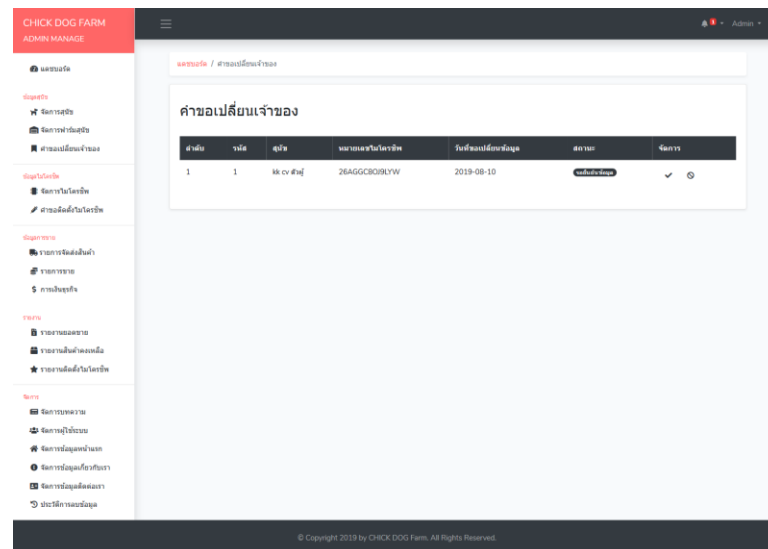 CHICK DOG FARM
ADMIN MANAGE
1
Admin
แดชบอร์ด
ข้อมูลสุนัข
จัดการสุนัข
จัดการฟาร์มสุนัข
คำขอเปลี่ยนเจ้าของ
ข้อมูลไมโครชิพ
จัดการไมโครชิพ
คำขอติดตั้งไมโครชิพ
ข้อมูลการขาย
รายการจัดส่งสินค้า
รายการขาย
การเงินธุรกิจ
รายงาน
รายงานยอดขาย
รายงานสินค้าคงเหลือ
รายงานติดตั้งไมโครชิพ
จัดการ
จัดการบทความ
จัดการผู้ใช้ระบบ
จัดการข้อมูลหน้าแรก
จัดการข้อมูลเกี่ยวกับเรา
จัดการข้อมูลติดต่อเรา
ประวัติการลบข้อมูล
แดชบอร์ด / คำขอเปลี่ยนเจ้าของ
คำขอเปลี่ยนเจ้าของ
ลำดับ รหัส สุนัข หมายเลขไมโครชิพ วันที่ขอเปลี่ยนข้อมูล สถานะ จัดการ
1 1 kk cv ตัวผู้ 26AGGC8OJ9LYW 2019-08-10 รอยืนยันข้อมูล
© Copyright 2019 by CHICK DOG Farm. All Rights Reserved.